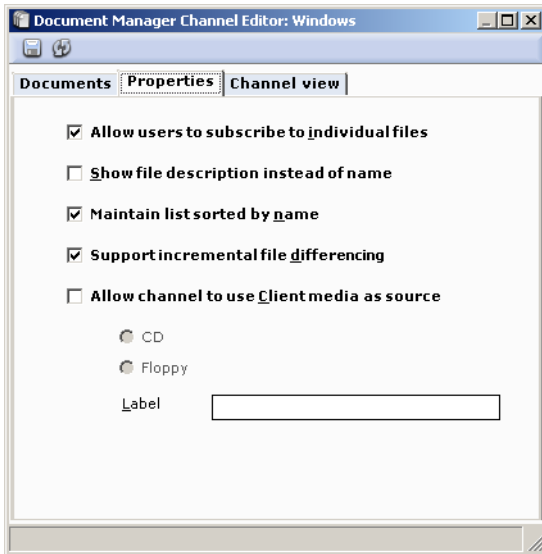 Document Manager Channel Editor: Windows
Documents Properties Channel view
Allow users to subscribe to individual files
Show file description instead of name
Maintain list sorted by name
Support incremental file differencing
Allow channel to use Client media as source
CD
Floppy
Label